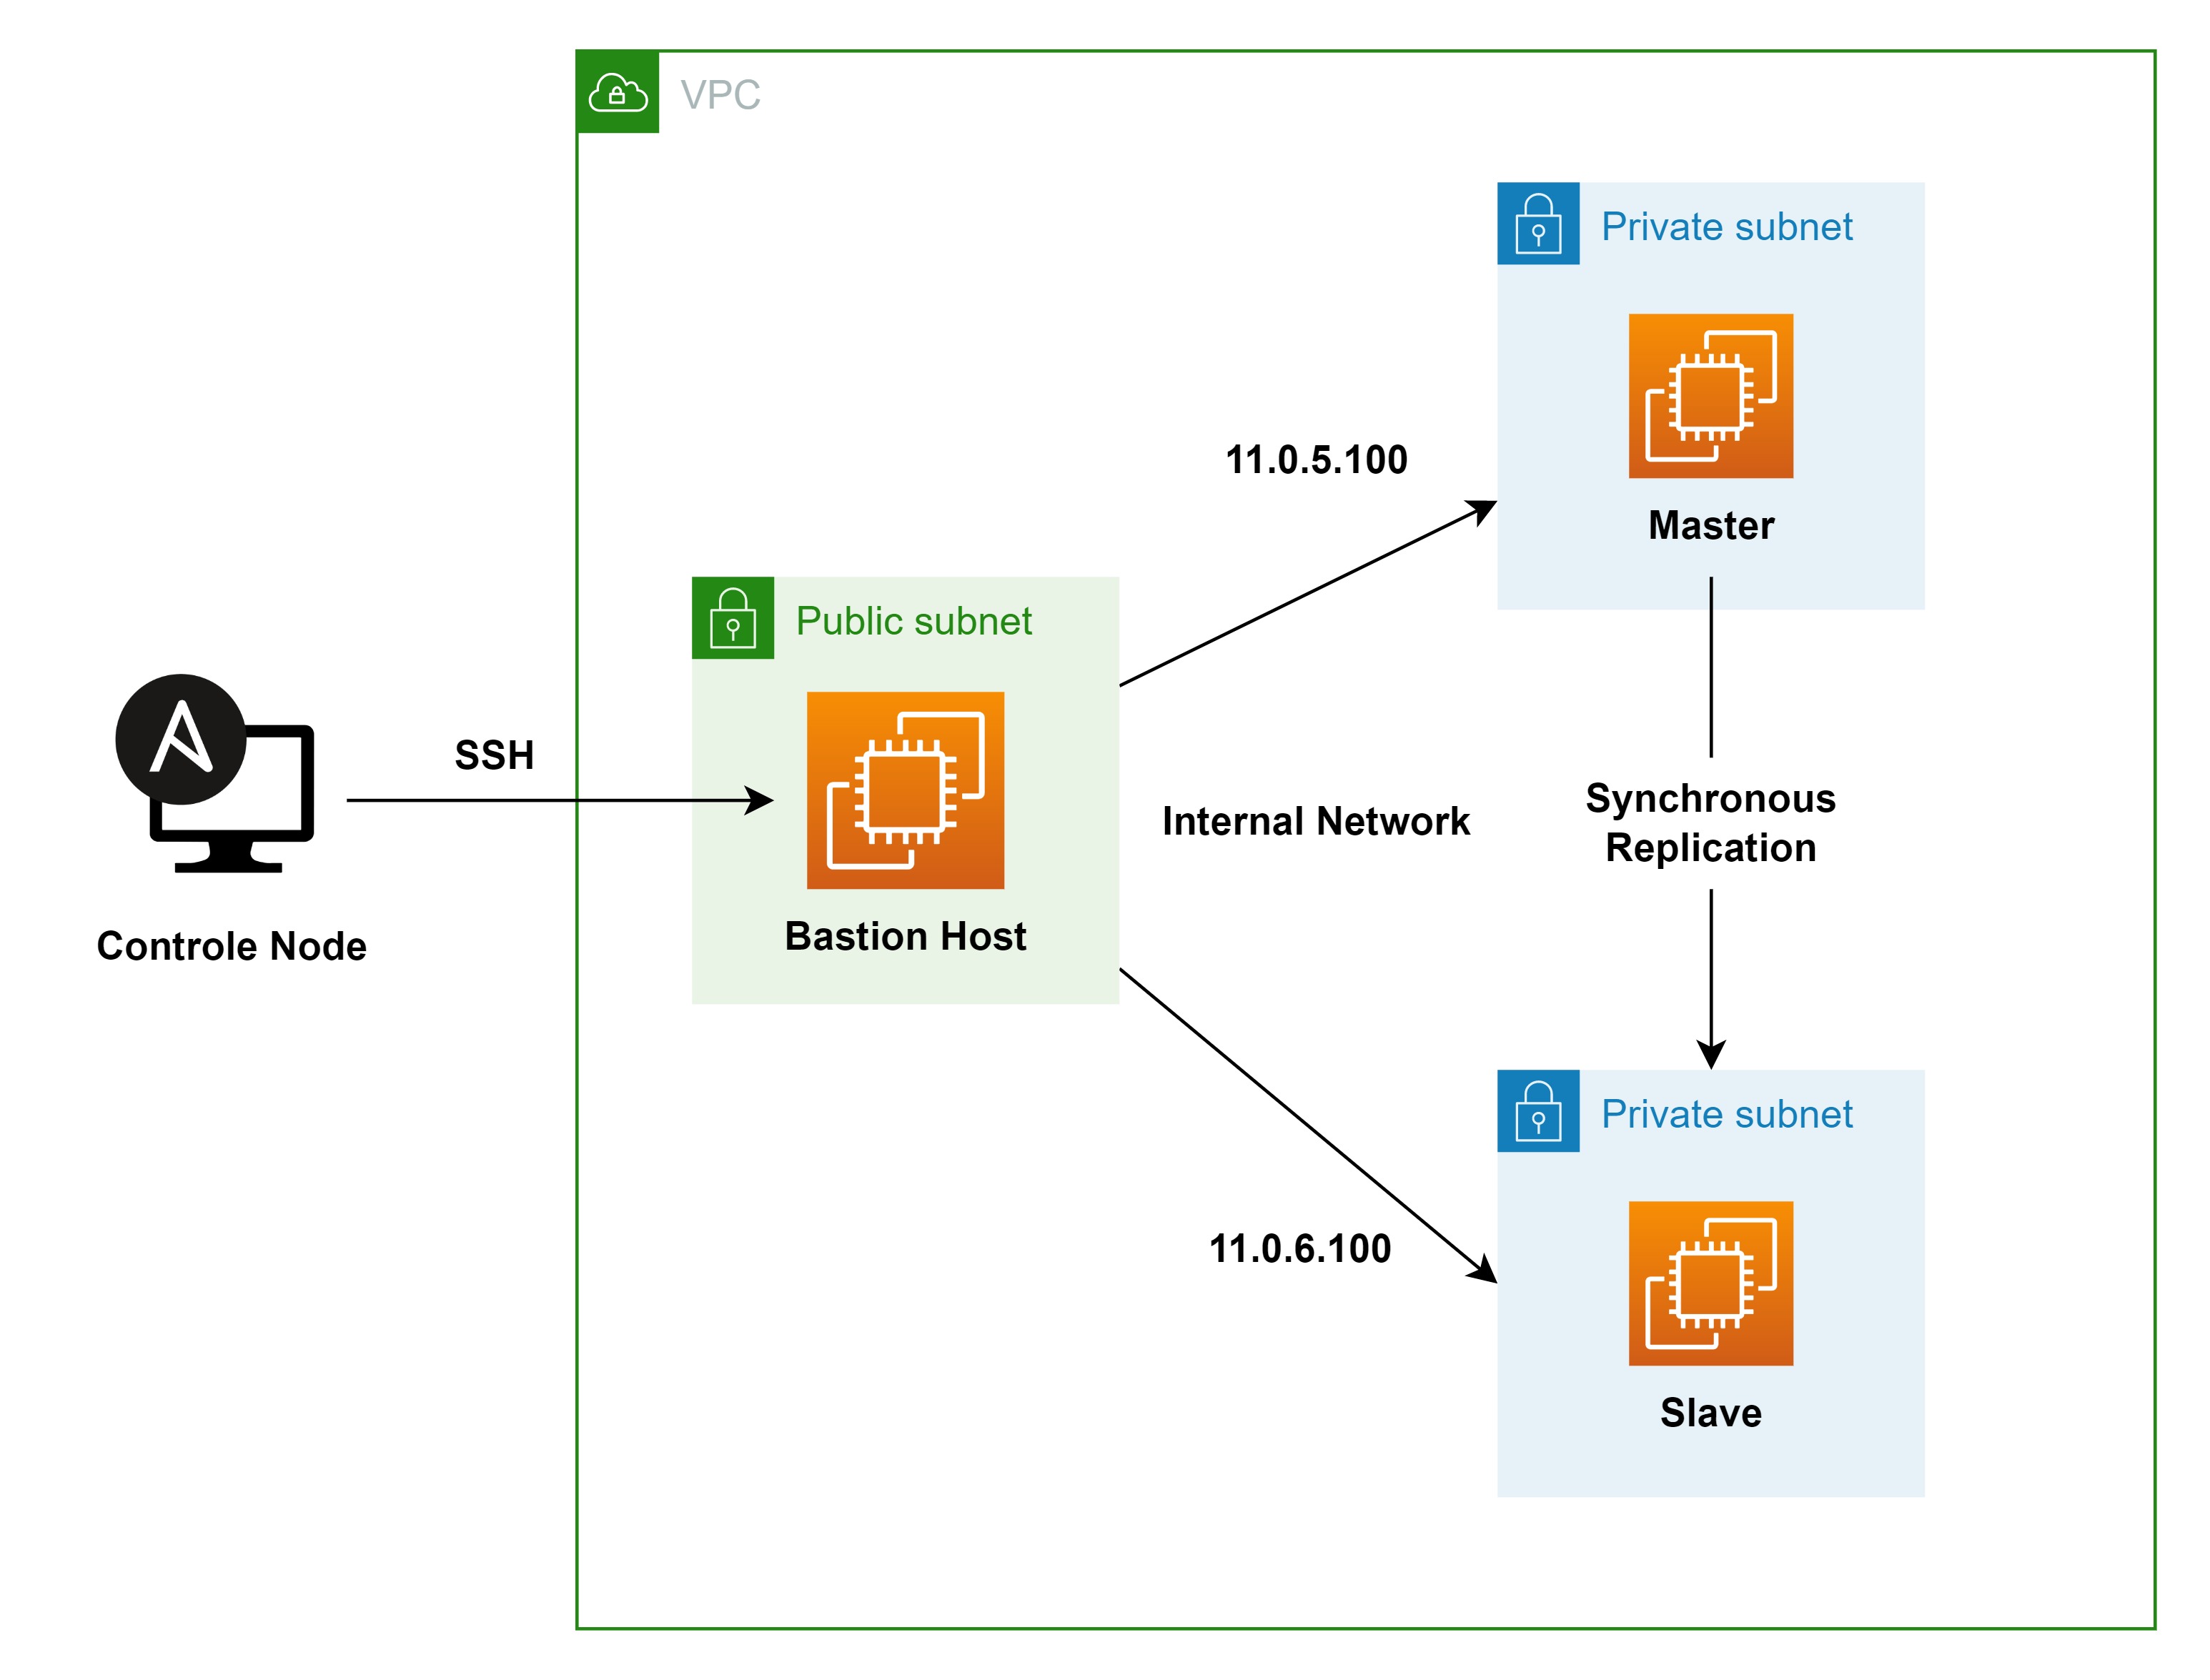 VPC
Private subnet
Master
11.0.5.100
Public subnet
Bastion Host
SSH
Controle Node
Internal Network
Synchronous
Replication
11.0.6.100
Private subnet
Slave